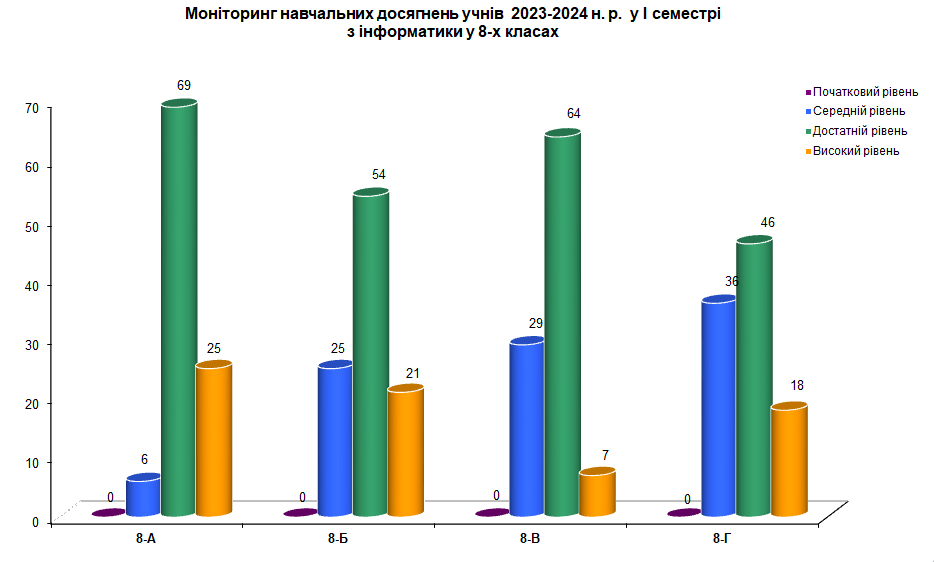 Моніторинг навчальних досягнень учнів 2023-2024 н. р. у І семестрі
з інформатики у 8-х класах
Початковий рівень
Середній рівень
Достатній рівень
Високий рівень
70
60
50
40
30
20
10
0
0
6
69
25
0
25
54
21
0
29
64
7
0
36
46
18
8-А
8-Б
8-В
8-Г